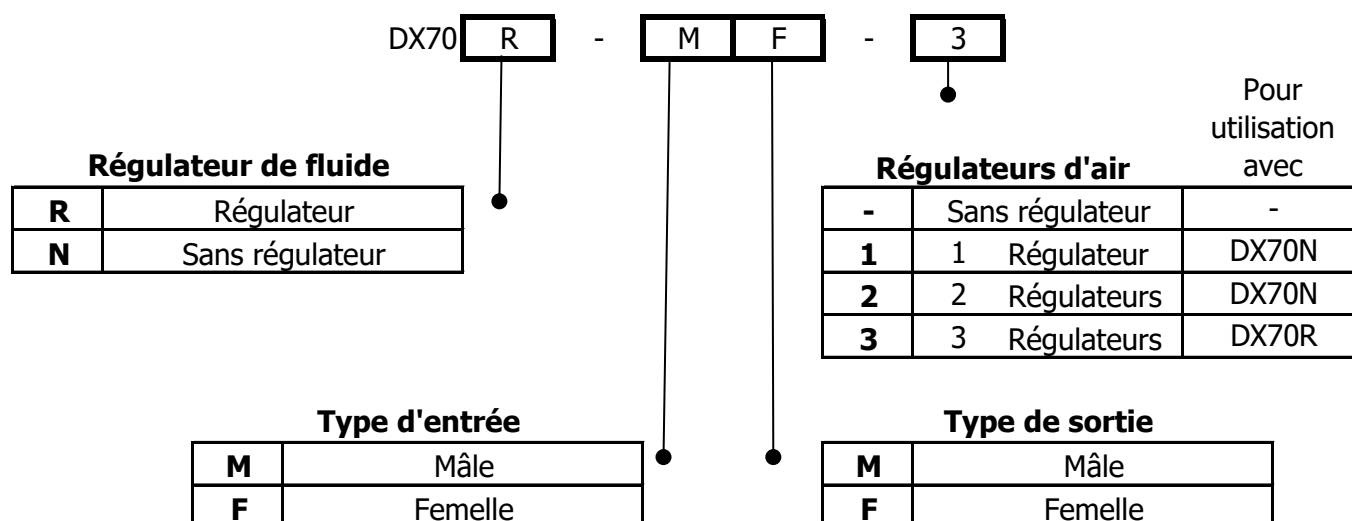 DX70 R - M F - 3
Régulateur de fluide
R Régulateur
N Sans régulateur
Régulateurs d'air
Pour
utilisation
avec
- Sans régulateur -
1 1 Régulateur DX70N
2 2 Régulateurs DX70N
3 3 Régulateurs DX70R
Type d'entrée
M Mâle
F Femelle
Type de sortie
M Mâle
F Femelle